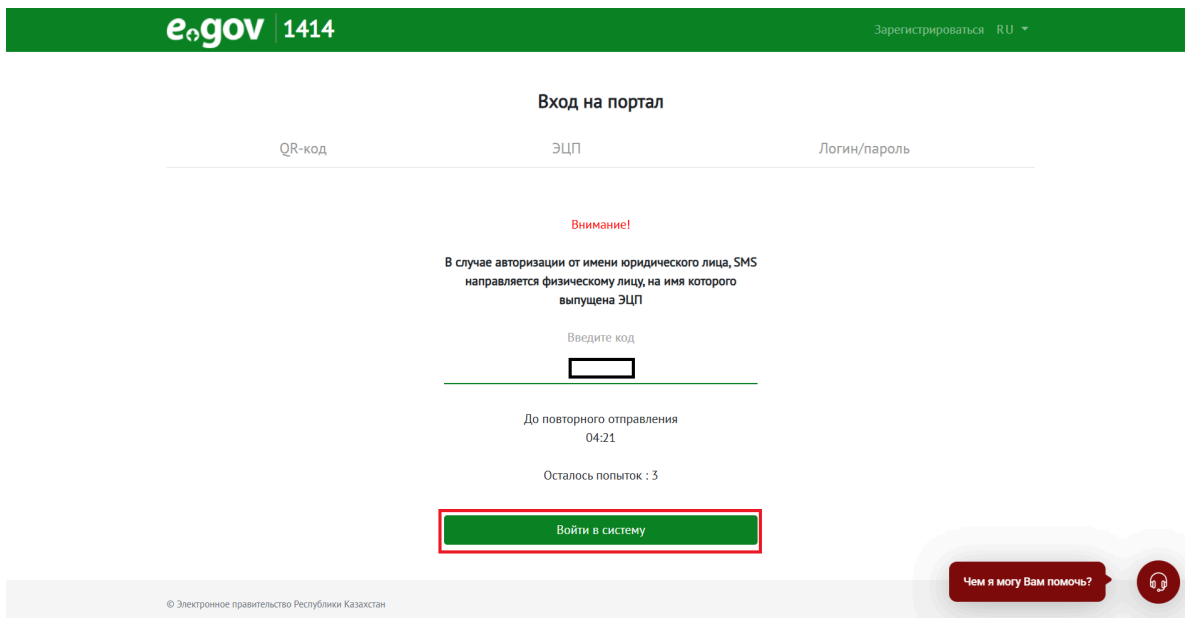 e.gov 1414
Зарегистрироваться RU
Вход на портал
QR-код ЭЦП Логин/пароль
Внимание!
В случае авторизации от имени юридического лица, SMS
направляется физическому лицу, на имя которого
выпущена ЭЦП
Введите код
До повторного отправления
04:21
Осталось попыток : 3
Войти в систему
Чем я могу Вам помочь?
© Электронное правительство Республики Казахстан